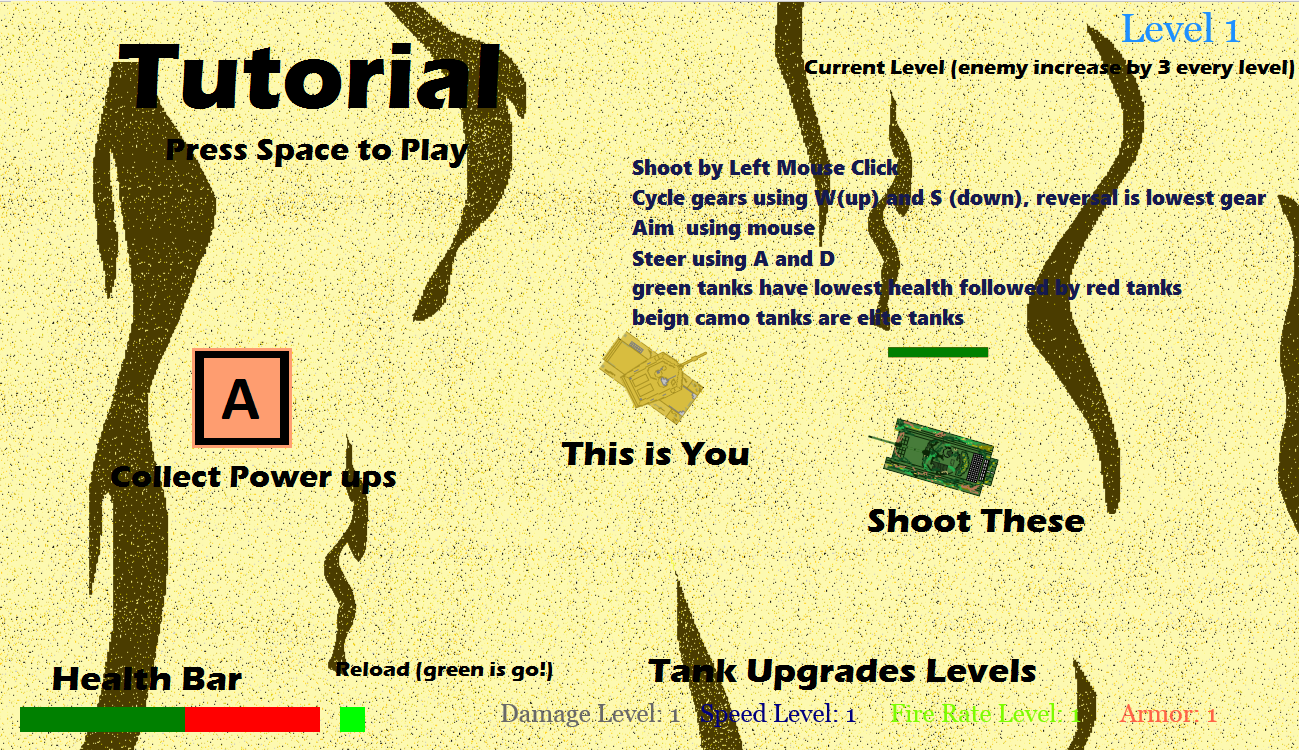 Level 1
Tutorial
Current Level (enemy increase by 3 every level)
Press Space to Play
Shoot by Left Mouse Click
Cycle gears using W(up) and S (down), reversal is lowest gear
Aim  using mouse
Steer using A and D
green tanks have lowest health followed by red tanks
beign camo tanks are elite tanks
A
This is You
Collect Power ups
Shoot These
Health Bar
Reload (green is go!)
Tank Upgrades Levels
Damage Level: 1
Speed Level: 1
Fire Rate Level: 1
Armor: 1